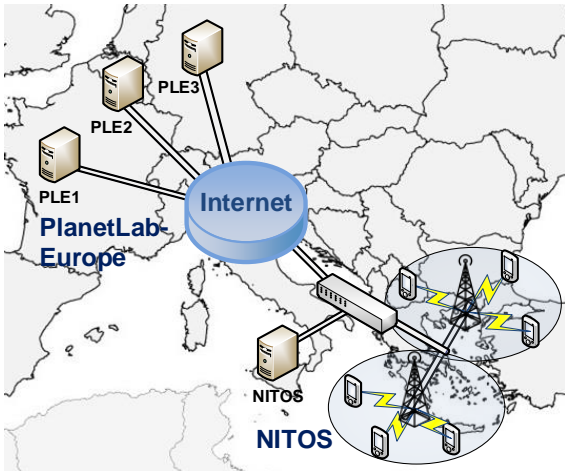 PLE3
PLE2
PLE1
Internet
PlanetLab-
Europe
NITOS
NITOS